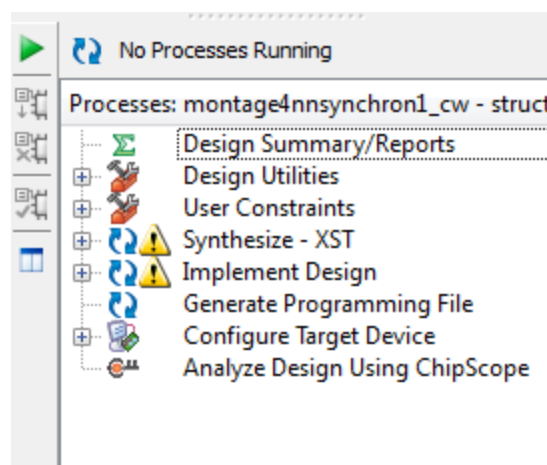 No Processes Running
Processes: montage4nnsynchron1_cw - struct
Design Summary/Reports
Design Utilities
User Constraints
Synthesize - XST
Implement Design
Generate Programming File
Configure Target Device
Analyze Design Using ChipScope